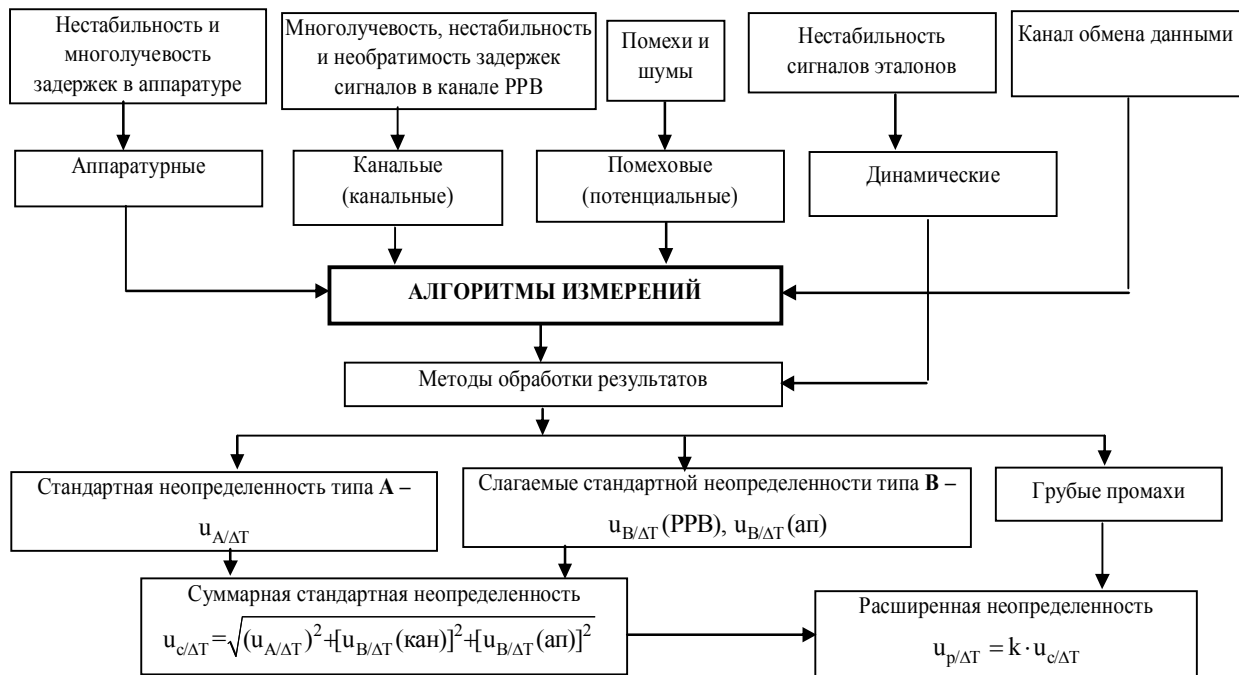 Нестабильность и
многолучевость
задержек в аппаратуре
Многолучевость, нестабильность
и необратимость задержек
сигналов в канале РРВ
Помехи и
шумы
Нестабильность
сигналов эталонов
Канал обмена данными
Аппаратурные
Канальые
(канальные)
Помеховые
(потенциальные)
Динамические
АЛГОРИТМЫ ИЗМЕРЕНИЙ
Методы обработки результатов
Стандартная неопределенность типа А –
u_{A/ΔT}
Слагаемые стандартной неопределенности типа В –
u_{B/ΔT}(РРВ), u_{B/ΔT}(ап)
Грубые промахи
Суммарная стандартная неопределенность
u_{c/ΔT}=√((u_{A/ΔT})²+[u_{B/ΔT}(кан)]²+[u_{B/ΔT}(ап)]²)
Расширенная неопределенность
u_{p/ΔT} = k · u_{c/ΔT}